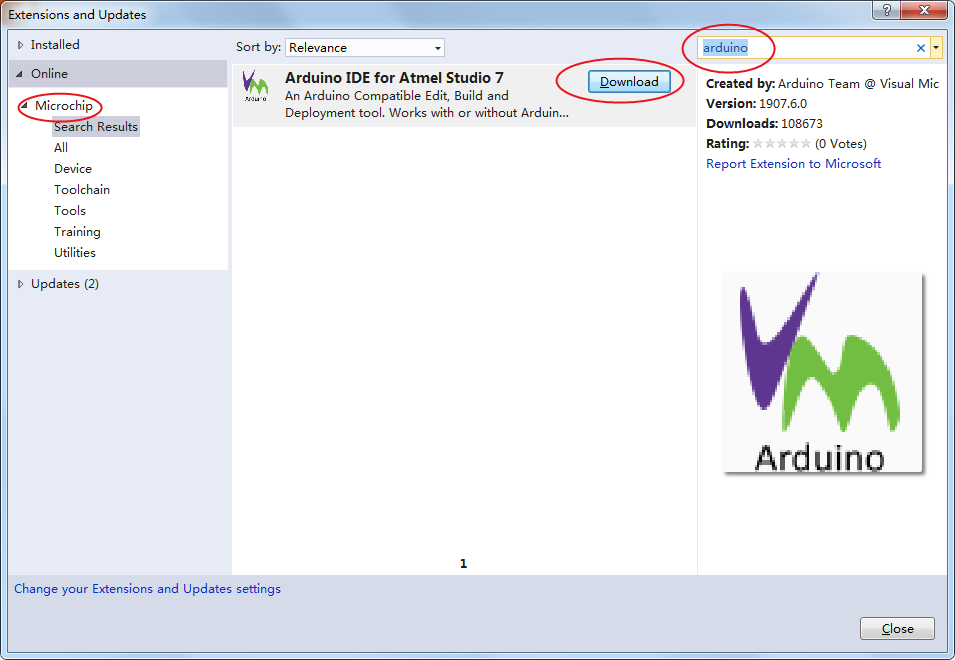 Extensions and Updates
?
Installed
Online
Microchip
Search Results
All
Device
Toolchain
Tools
Training
Utilities
Updates (2)
Sort by: Relevance
Arduino
Arduino IDE for Atmel Studio 7
An Arduino Compatible Edit, Build and
Deployment tool. Works with or without Arduin...
Download
1
arduino
Created by: Arduino Team @ Visual Mic
Version: 1907.6.0
Downloads: 108673
Rating: (0 Votes)
Report Extension to Microsoft
Arduino
Change your Extensions and Updates settings
Close